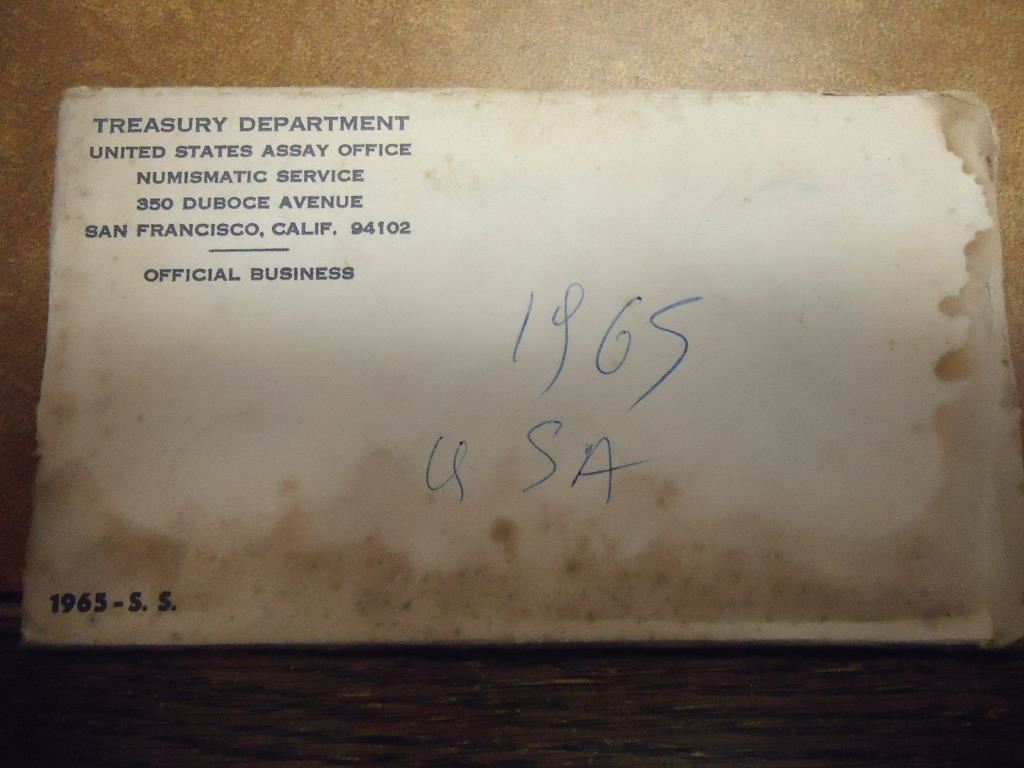 TREASURY DEPARTMENT
UNITED STATES ASSAY OFFICE
NUMISMATIC SERVICE
350 DUBOCE AVENUE
SAN FRANCISCO, CALIF. 94102
OFFICIAL BUSINESS
1965
USA
1965-S. S.